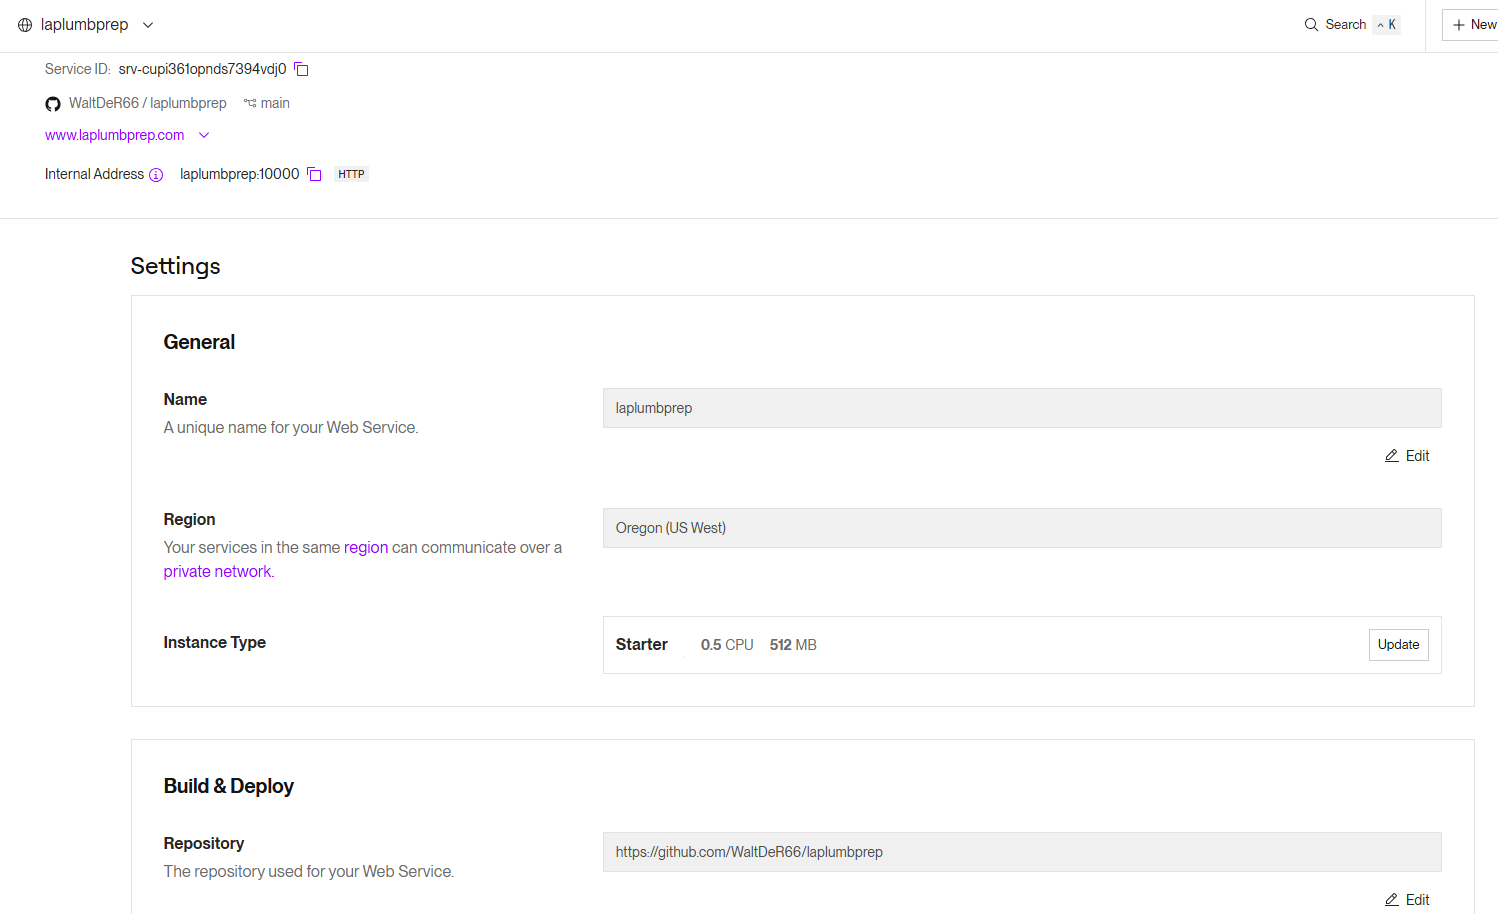 laplumbprep
Search ^ K
+ New
Service ID: srv-cupi361opnds7394vdj0
WaltDeR66 / laplumbprep main
www.laplumbprep.com
Internal Address laplumbprep:10000 HTTP
Settings
General
Name
A unique name for your Web Service.
laplumbprep
Edit
Region
Your services in the same region can communicate over a
private network.
Oregon (US West)
Instance Type
Starter 0.5 CPU 512 MB
Update
Build & Deploy
Repository
The repository used for your Web Service.
https://github.com/WaltDeR66/laplumbprep
Edit